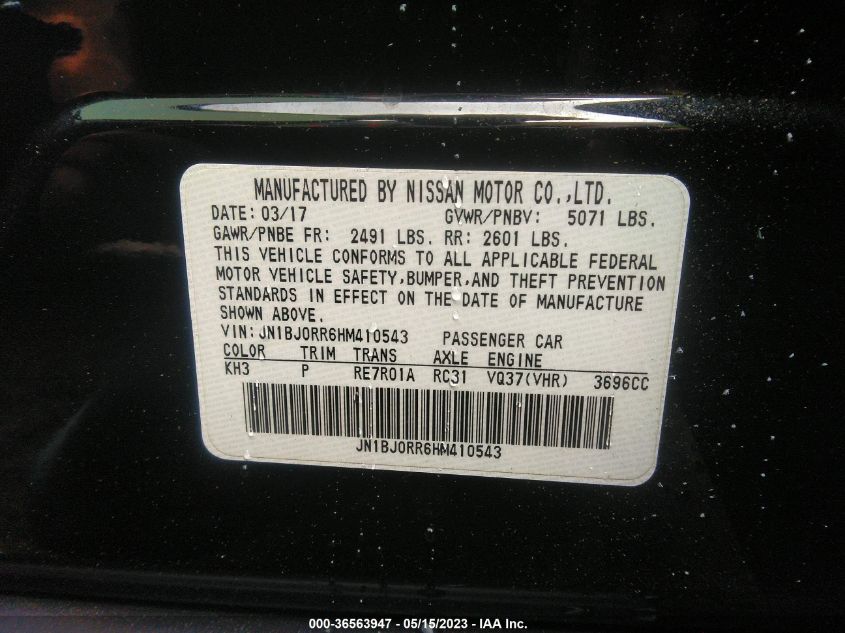 MANUFACTURED BY NISSAN MOTOR CO.,LTD.
DATE: 03/17 GVWR/PNBV: 5071 LBS.
GAWR/PNBE FR: 2491 LBS. RR: 2601 LBS.
THIS VEHICLE CONFORMS TO ALL APPLICABLE FEDERAL
MOTOR VEHICLE SAFETY,BUMPER,AND THEFT PREVENTION
STANDARDS IN EFFECT ON THE DATE OF MANUFACTURE
SHOWN ABOVE.
VIN: JN1BJ0RR6HM410543 PASSENGER CAR
COLOR TRIM TRANS AXLE ENGINE
KH3 P RE7R01A RC31 VQ37(VHR) 3696CC
JN1BJ0RR6HM410543
000-36563947 - 05/15/2023 - IAA Inc.